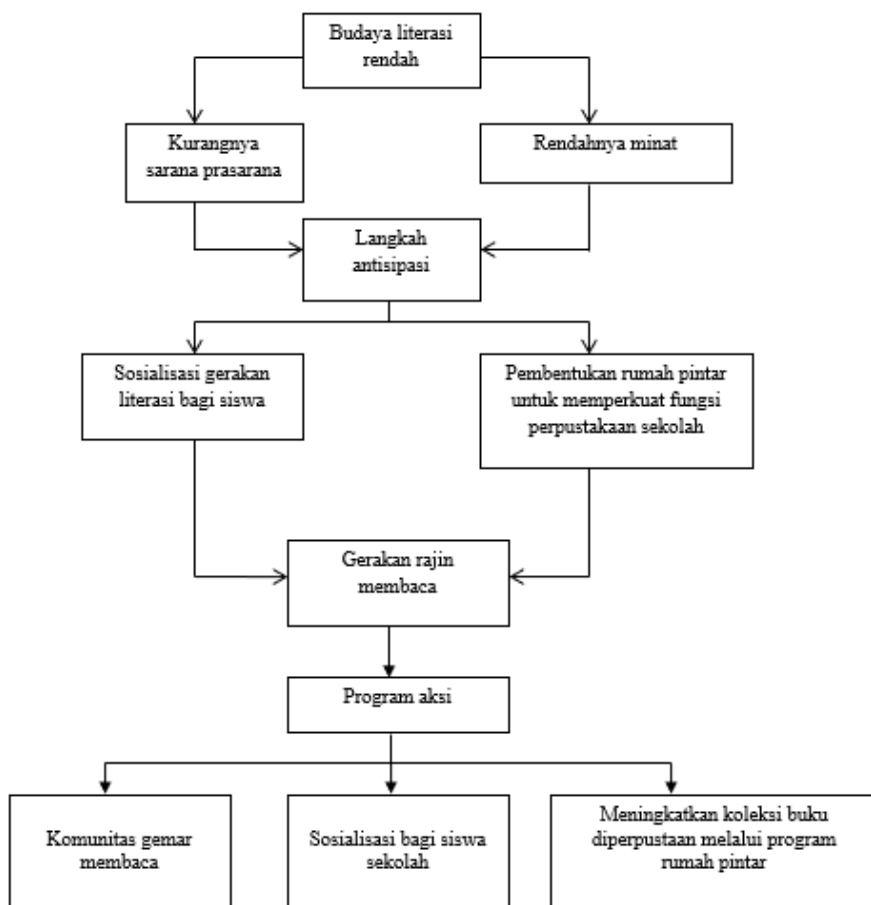 Budaya literasi
rendah
Kurangnya
sarana prasarana
Rendahnya minat
Langkah
antisipasi
Sosialisasi gerakan
literasi bagi siswa
Pembentukan rumah pintar
untuk memperkuat fungsi
perpustakaan sekolah
Gerakan rajin
membaca
Program aksi
Komunitas gemar
membaca
Sosialisasi bagi siswa
sekolah
Meningkatkan koleksi buku
diperpustaan melalui program
rumah pintar